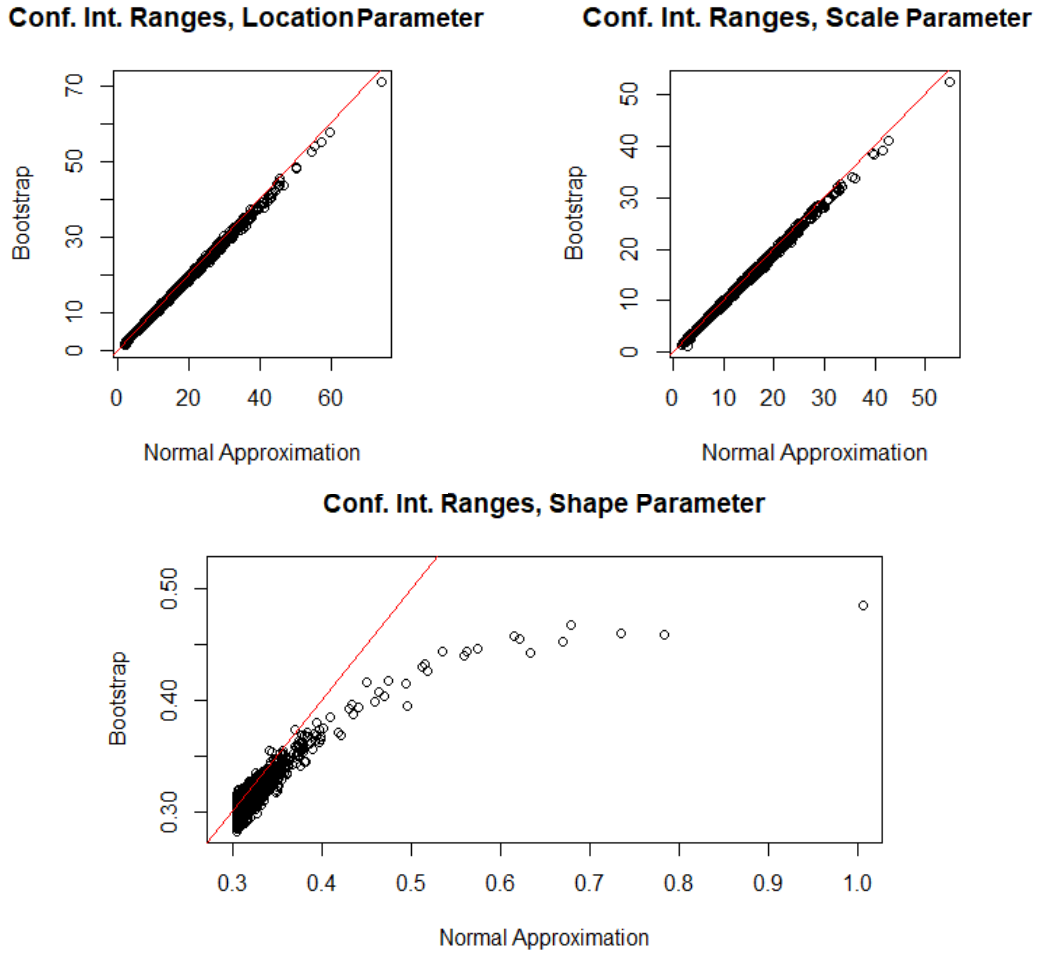 Conf. Int. Ranges, Location Parameter
70
50
30
10
0
Bootstrap
0 20 40 60
Normal Approximation
Conf. Int. Ranges, Scale Parameter
50
40
30
20
10
0
Bootstrap
0 10 20 30 40 50
Normal Approximation
Conf. Int. Ranges, Shape Parameter
0.50
0.40
0.30
Bootstrap
0.3 0.4 0.5 0.6 0.7 0.8 0.9 1.0
Normal Approximation